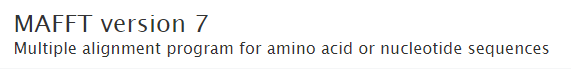 MAFFT version 7
Multiple alignment program for amino acid or nucleotide sequences